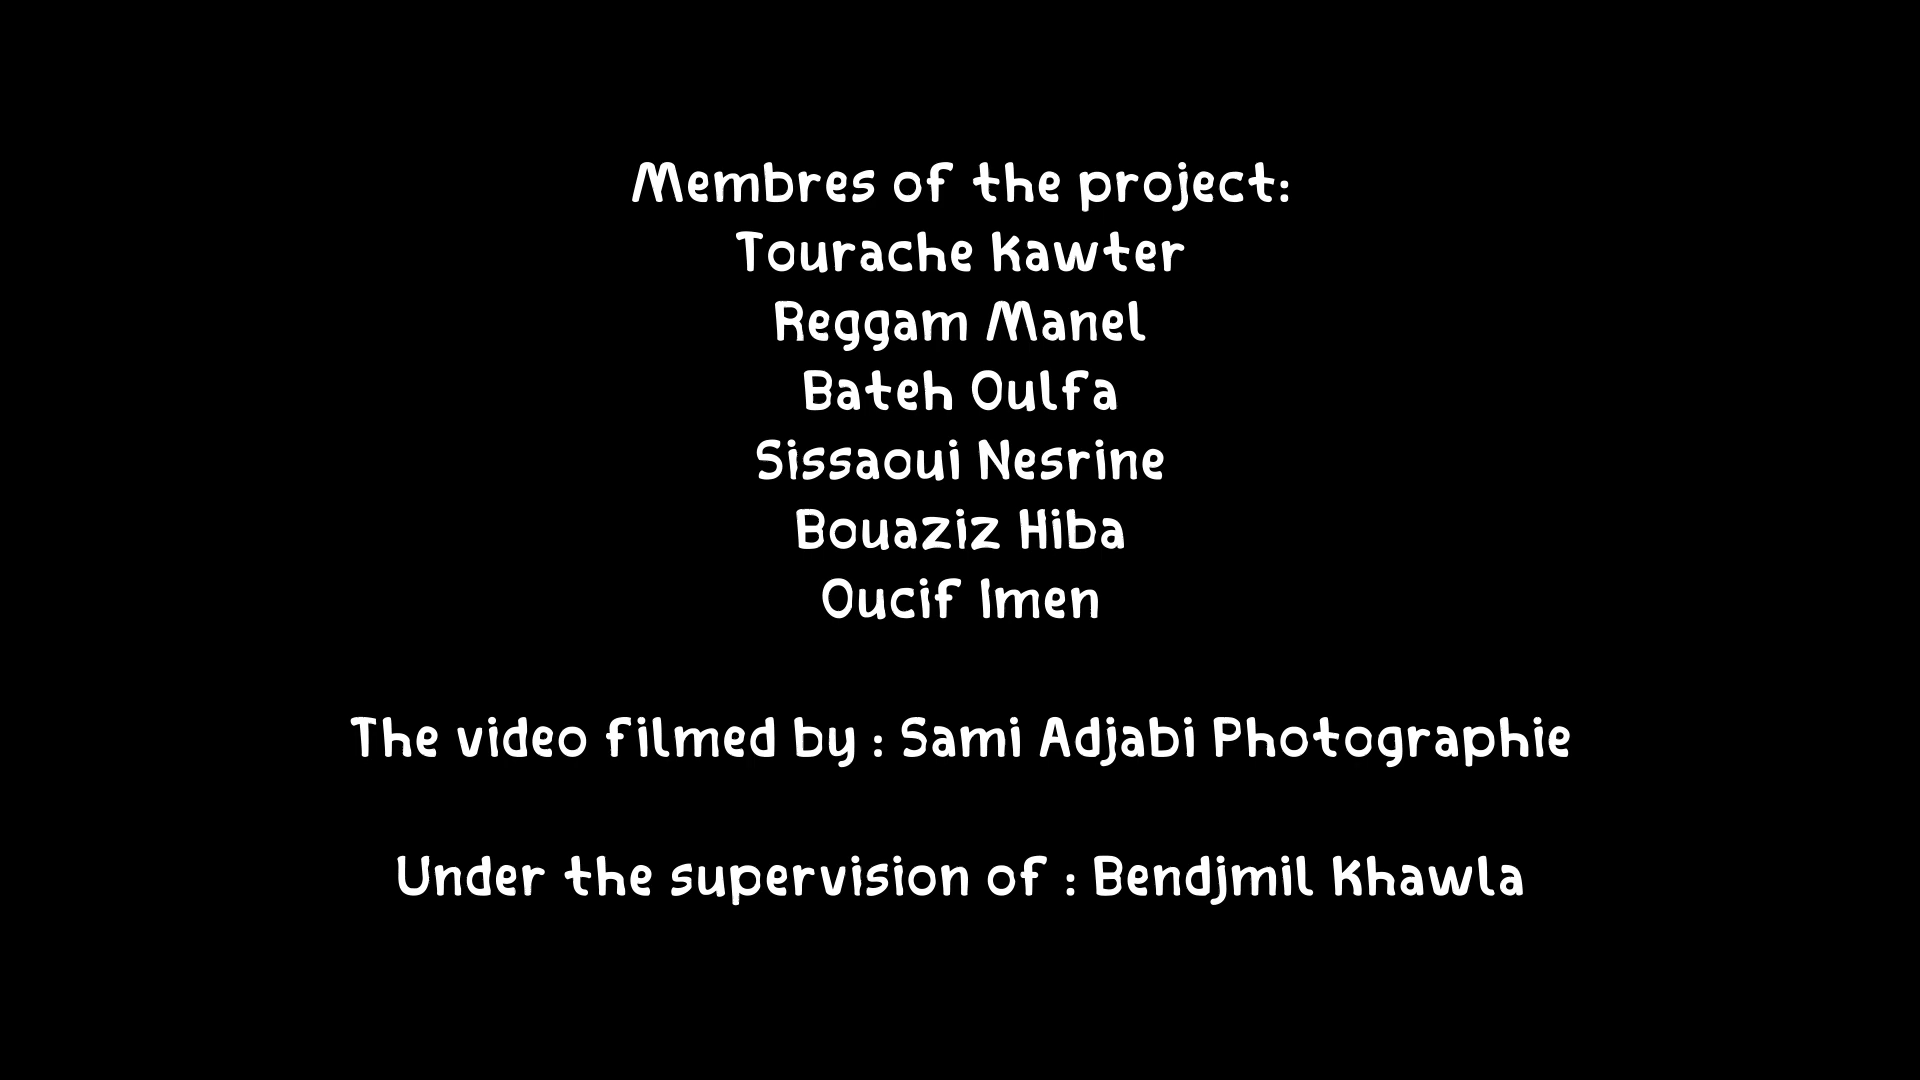 Membres of the project:
Tourache Kawter
Reggam Manel
Bateh Oulfa
Sissaoui Nesrine
Bouaziz Hiba
Oucif Imen
The video filmed by : Sami Adjabi Photographie
Under the supervision of : Bendjmil Khawla